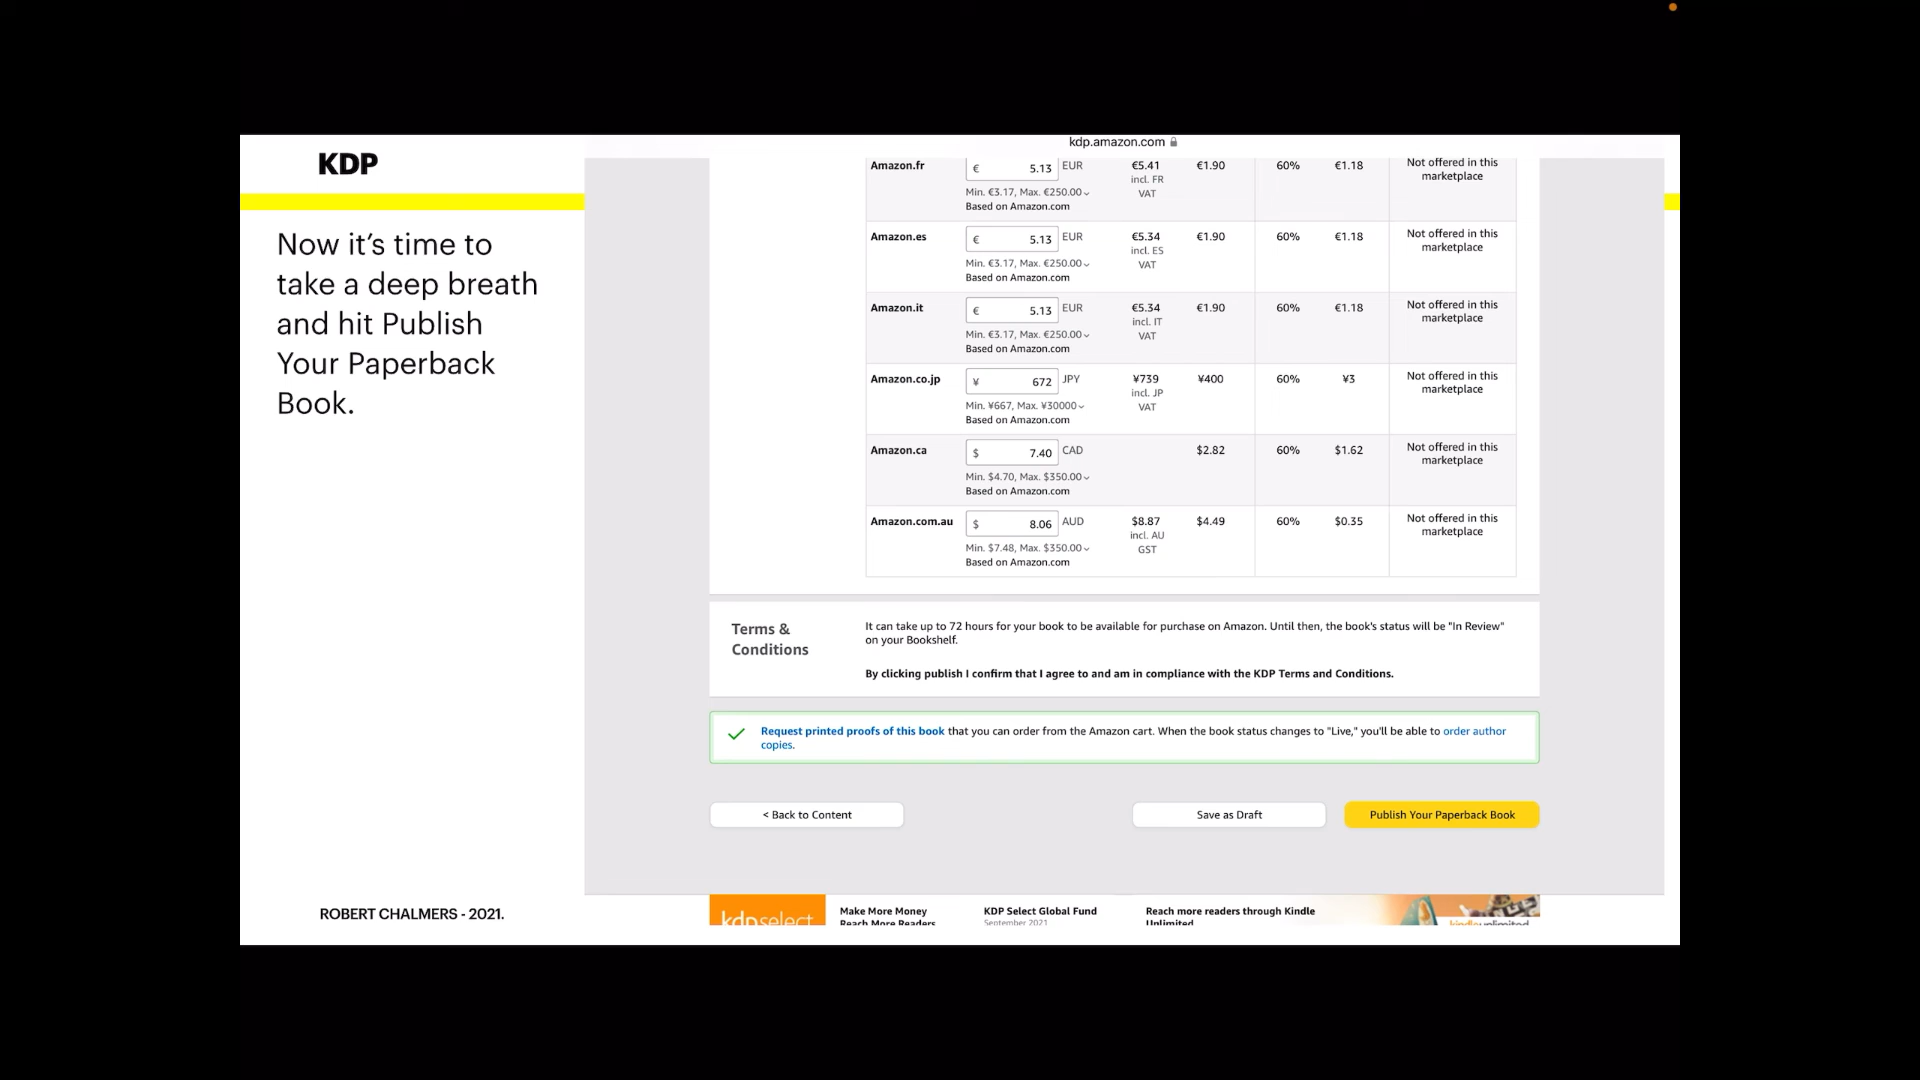 kdp.amazon.com
KDP
Now it's time to
take a deep breath
and hit Publish
Your Paperback
Book.
Amazon.fr € 5.13 EUR €5.41 €1.90 60% €1.18 Not offered in this
incl. FR marketplace
VAT
Min. €3.17, Max. €250.00
Based on Amazon.com
Amazon.es € 5.13 EUR €5.34 €1.90 60% €1.18 Not offered in this
incl. ES marketplace
VAT
Min. €3.17, Max. €250.00
Based on Amazon.com
Amazon.it € 5.13 EUR €5.34 €1.90 60% €1.18 Not offered in this
incl. IT marketplace
VAT
Min. €3.17, Max. €250.00
Based on Amazon.com
Amazon.co.jp ¥ 672 JPY ¥739 ¥400 60% ¥3 Not offered in this
incl. JP marketplace
VAT
Min. ¥667, Max. ¥30000
Based on Amazon.com
Amazon.ca $ 7.40 CAD $2.82 60% $1.62 Not offered in this
marketplace
Min. $4.70, Max. $350.00
Based on Amazon.com
Amazon.com.au $ 8.06 AUD $8.87 $4.49 60% $0.35 Not offered in this
incl. AU marketplace
GST
Min. $7.48, Max. $350.00
Based on Amazon.com
Terms &
Conditions
It can take up to 72 hours for your book to be available for purchase on Amazon. Until then, the book's status will be "In Review"
on your Bookshelf.
By clicking publish I confirm that I agree to and am in compliance with the KDP Terms and Conditions.
Request printed proofs of this book that you can order from the Amazon cart. When the book status changes to "Live," you'll be able to order author
copies.
< Back to Content
Save as Draft
Publish Your Paperback Book
ROBERT CHALMERS - 2021.
kdpselect
Make More Money
Reach More Readers
KDP Select Global Fund
September 2021
Reach more readers through Kindle
Unlimited
kindleunlimited